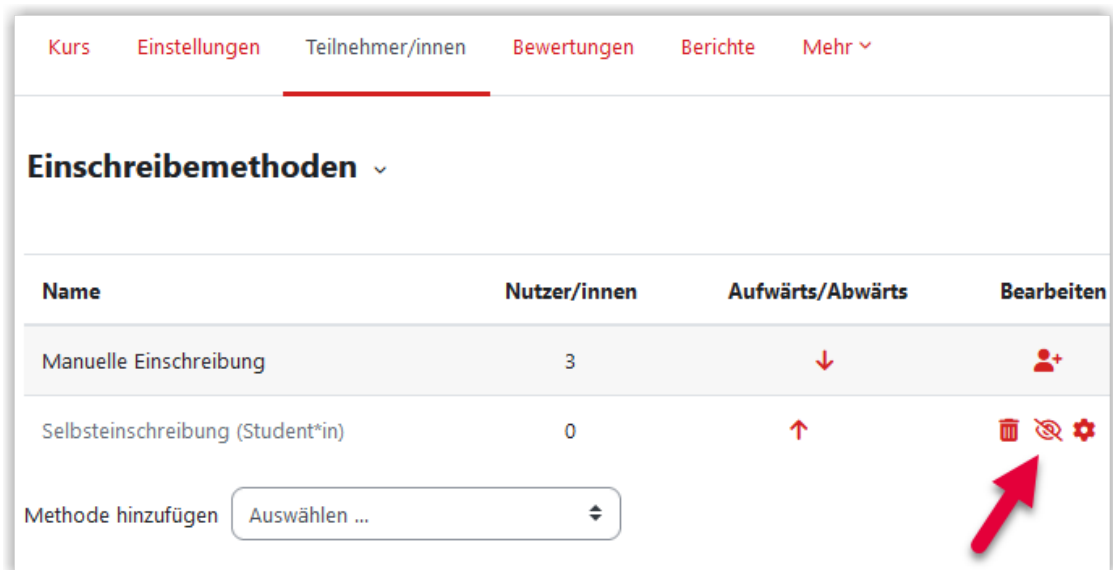 Kurs Einstellungen Teilnehmer/innen Bewertungen Berichte Mehr
Einschreibemethoden
Name Nutzer/innen Aufwärts/Abwärts Bearbeiten
Manuelle Einschreibung 3
Selbsteinschreibung (Student*in) 0
Methode hinzufügen Auswählen ...